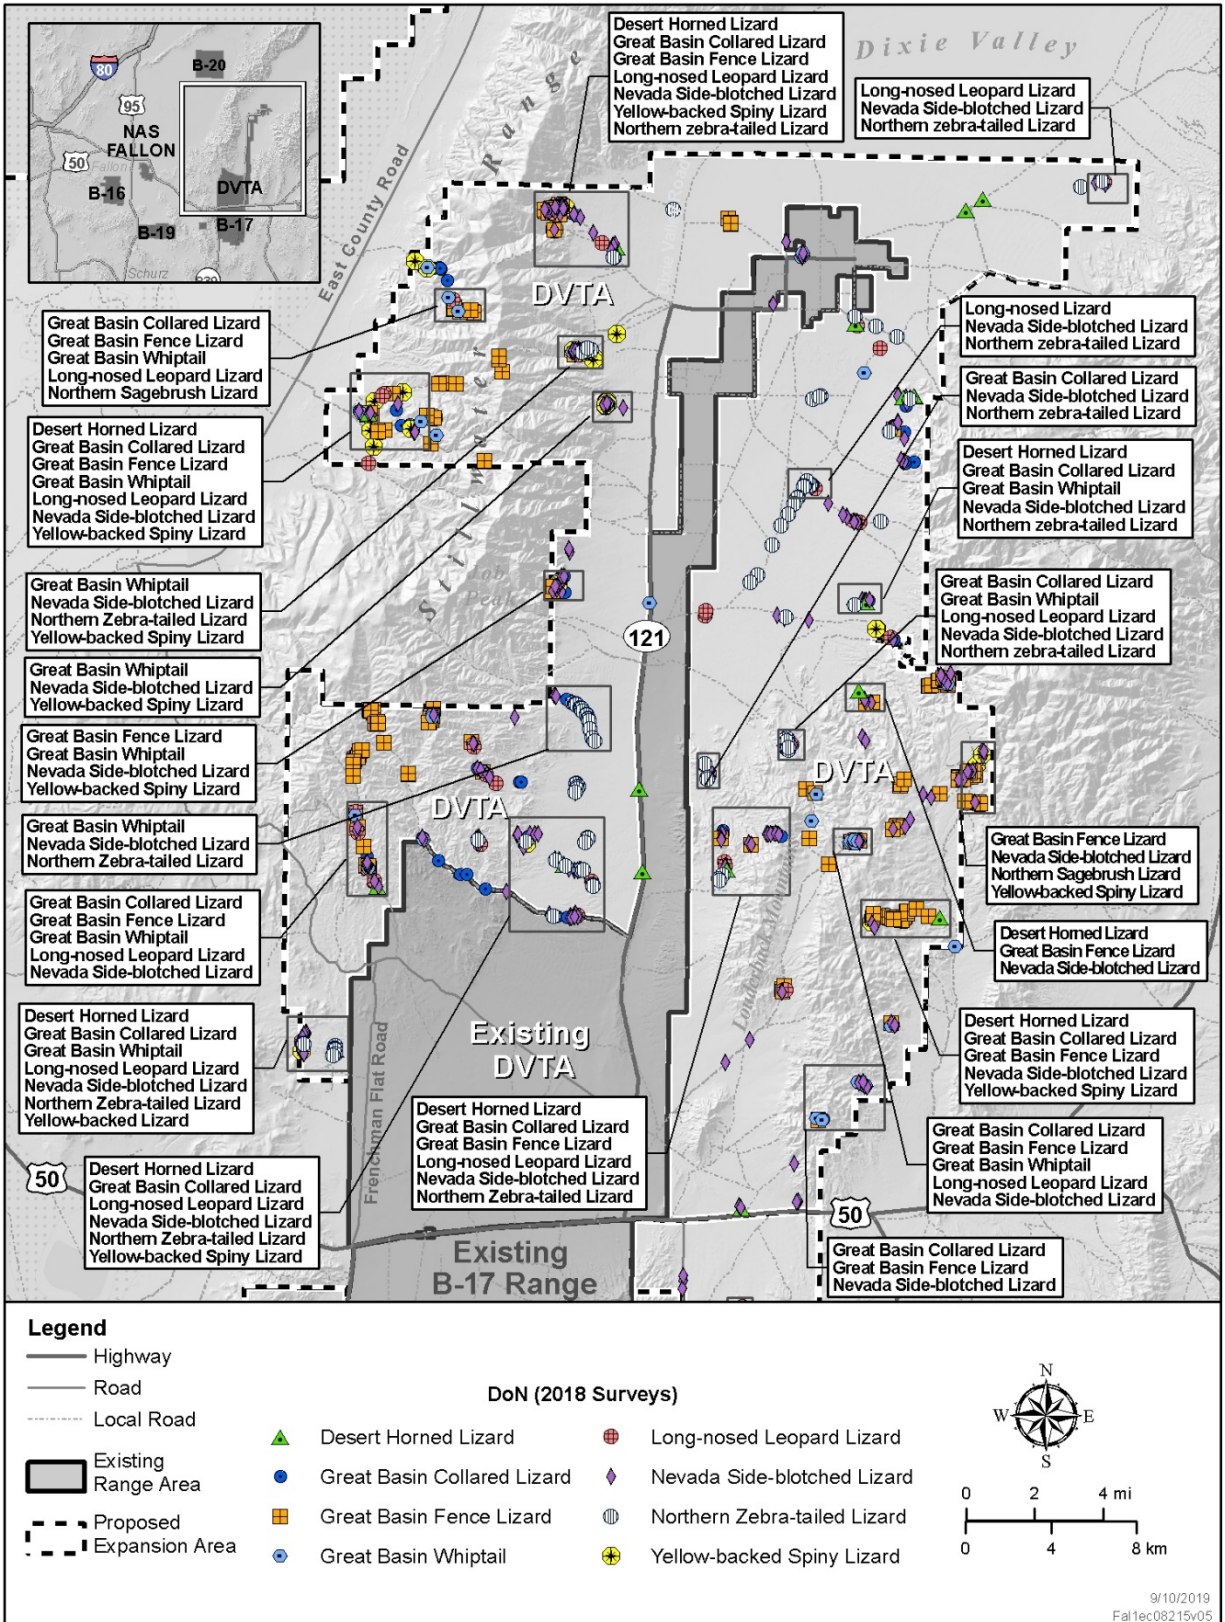 Desert Horned Lizard
Great Basin Collared Lizard
Great Basin Fence Lizard
Long-nosed Leopard Lizard
Nevada Side-blotched Lizard
Yellow-backed Spiny Lizard
Northern zebra-tailed Lizard
Dixie Valley
Long-nosed Leopard Lizard
Nevada Side-blotched Lizard
Northern zebra-tailed Lizard
80
B-20
95
NAS
FALLON
50
Fallon
B-16
DVTA
B-17
B-19
Schurz
839
East County Road
Stillwater Range
DVTA
Great Basin Collared Lizard
Great Basin Fence Lizard
Great Basin Whiptail
Long-nosed Leopard Lizard
Northern Sagebrush Lizard
Long-nosed Lizard
Nevada Side-blotched Lizard
Northern zebra-tailed Lizard
Great Basin Collared Lizard
Nevada Side-blotched Lizard
Northern zebra-tailed Lizard
Desert Horned Lizard
Great Basin Collared Lizard
Great Basin Fence Lizard
Great Basin Whiptail
Long-nosed Leopard Lizard
Nevada Side-blotched Lizard
Yellow-backed Spiny Lizard
Desert Horned Lizard
Great Basin Collared Lizard
Great Basin Whiptail
Nevada Side-blotched Lizard
Northern zebra-tailed Lizard
Great Basin Whiptail
Nevada Side-blotched Lizard
Northern Zebra-tailed Lizard
Yellow-backed Spiny Lizard
Great Basin Collared Lizard
Great Basin Whiptail
Long-nosed Leopard Lizard
Nevada Side-blotched Lizard
Northern zebra-tailed Lizard
121
Great Basin Whiptail
Nevada Side-blotched Lizard
Yellow-backed Spiny Lizard
Great Basin Fence Lizard
Great Basin Whiptail
Nevada Side-blotched Lizard
Yellow-backed Spiny Lizard
DVTA
DVTA
Great Basin Whiptail
Nevada Side-blotched Lizard
Northern Zebra-tailed Lizard
Great Basin Fence Lizard
Nevada Side-blotched Lizard
Northern Sagebrush Lizard
Yellow-backed Spiny Lizard
Great Basin Collared Lizard
Great Basin Fence Lizard
Great Basin Whiptail
Long-nosed Leopard Lizard
Nevada Side-blotched Lizard
Desert Horned Lizard
Great Basin Fence Lizard
Nevada Side-blotched Lizard
Desert Horned Lizard
Great Basin Collared Lizard
Great Basin Whiptail
Long-nosed Leopard Lizard
Nevada Side-blotched Lizard
Northern Zebra-tailed Lizard
Yellow-backed Lizard
Frenchman Flat Road
Existing
DVTA
Desert Horned Lizard
Great Basin Collared Lizard
Great Basin Fence Lizard
Nevada Side-blotched Lizard
Yellow-backed Spiny Lizard
Desert Horned Lizard
Great Basin Collared Lizard
Great Basin Fence Lizard
Long-nosed Leopard Lizard
Nevada Side-blotched Lizard
Northern Zebra-tailed Lizard
Great Basin Collared Lizard
Great Basin Fence Lizard
Great Basin Whiptail
Long-nosed Leopard Lizard
Nevada Side-blotched Lizard
50
Desert Horned Lizard
Great Basin Collared Lizard
Long-nosed Leopard Lizard
Nevada Side-blotched Lizard
Northern Zebra-tailed Lizard
Yellow-backed Spiny Lizard
50
Existing
B-17 Range
Great Basin Collared Lizard
Great Basin Fence Lizard
Nevada Side-blotched Lizard
Legend
Highway
Road
Local Road
Existing
Range Area
Proposed
Expansion Area
DoN (2018 Surveys)
Desert Horned Lizard
Great Basin Collared Lizard
Great Basin Fence Lizard
Great Basin Whiptail
Long-nosed Leopard Lizard
Nevada Side-blotched Lizard
Northern Zebra-tailed Lizard
Yellow-backed Spiny Lizard
N
W E
S
0 2 4 mi
0 4 8 km
9/10/2019
Fal1ec08215v05